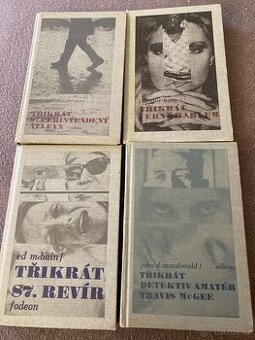 TŘIKRÁT
SUPERINTENDENT
ALLEYN
TŘIKRÁT
ed mcbain/
TŘIKRÁT
87. REVÍR
/odeon
john d. macdonald/ odeon
TŘIKRÁT
DETEKTIV AMATÉR
TRAVIS McGEE